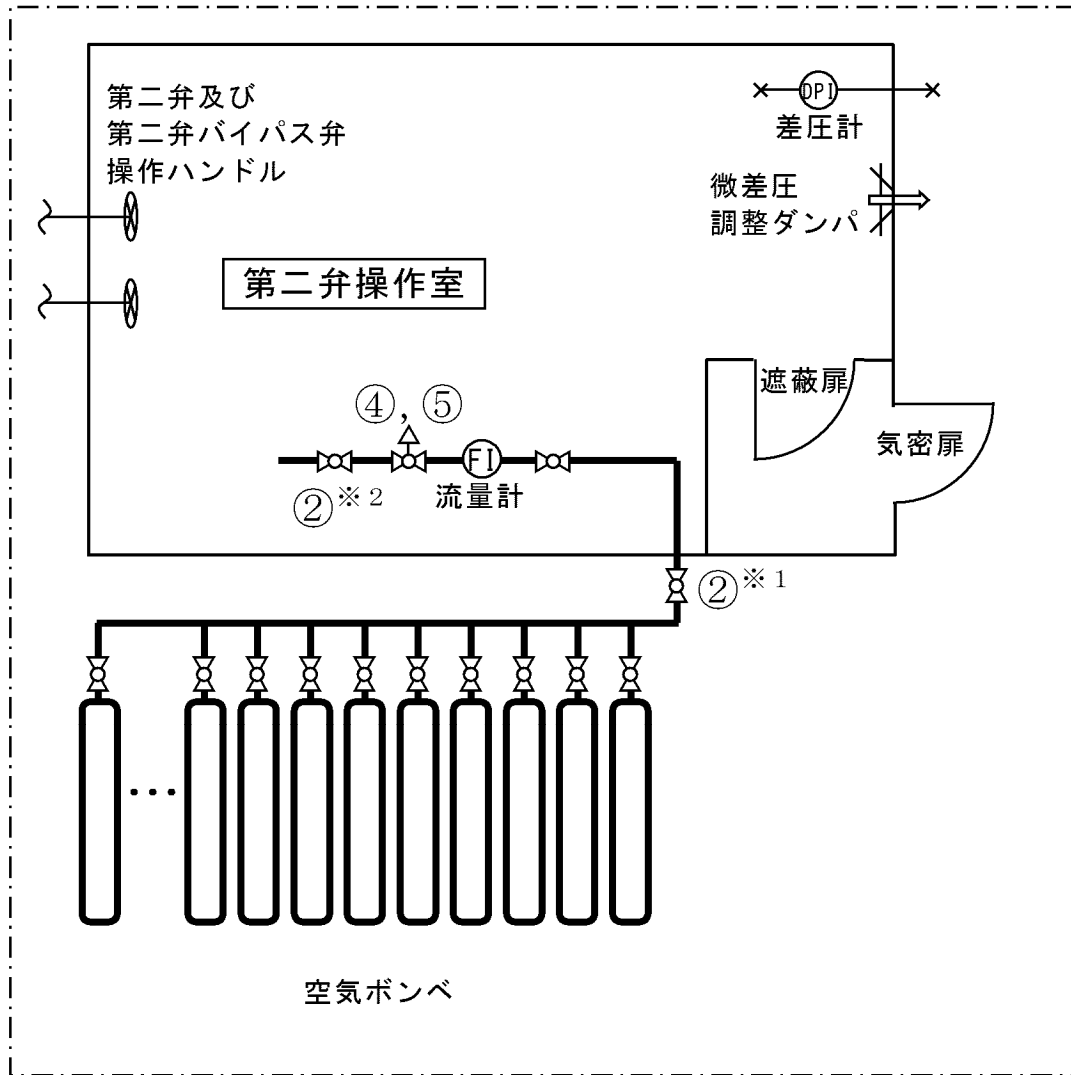 第二弁及び
第二弁バイパス弁
操作ハンドル
DPI
差圧計
微差圧
調整ダンパ
第二弁操作室
遮蔽扉
気密扉
④,⑤
FI
流量計
②※2
②※1
空気ボンベ